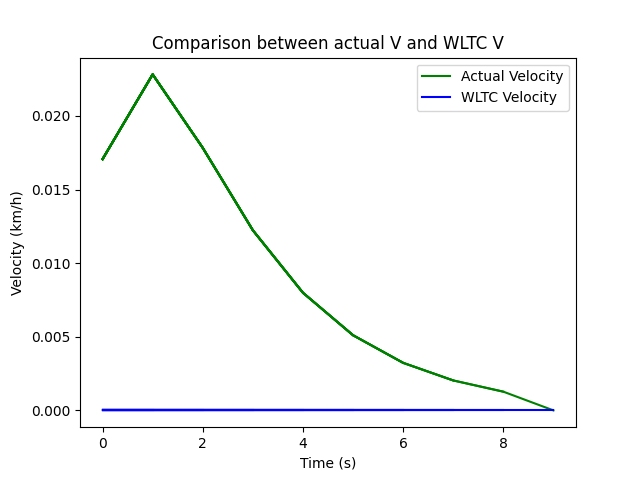 Comparison between actual V and WLTC V
Actual Velocity
WLTC Velocity
Velocity (km/h)
0.020
0.015
0.010
0.005
0.000
0 2 4 6 8
Time (s)